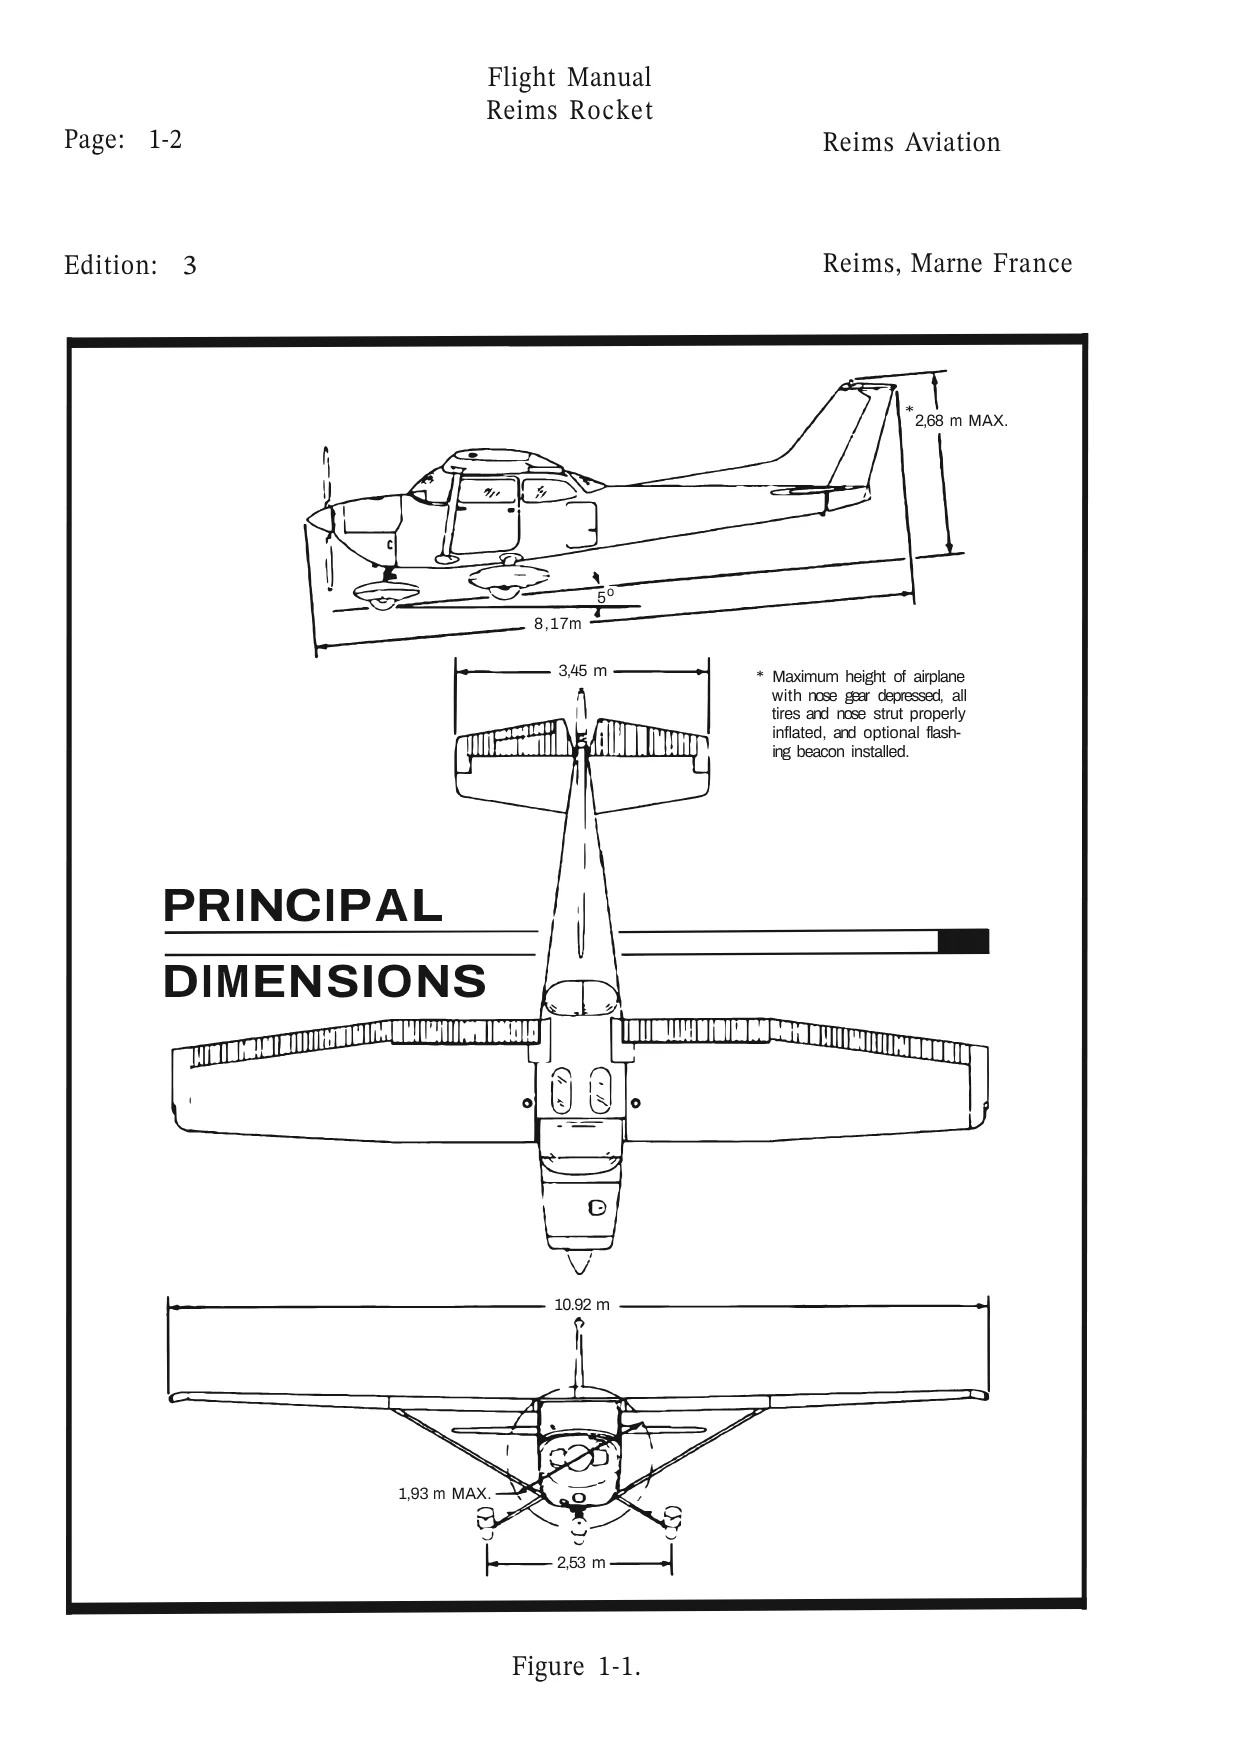 Flight Manual
Reims Rocket
Page: 1-2
Reims Aviation
Edition: 3
Reims, Marne France
*
2,68 m MAX.
5°
8,17m
3,45 m
* Maximum height of airplane
with nose gear depressed, all
tires and nose strut properly
inflated, and optional flash-
ing beacon installed.
PRINCIPAL
DIMENSIONS
10.92 m
1,93 m MAX.
2,53 m
Figure 1-1.